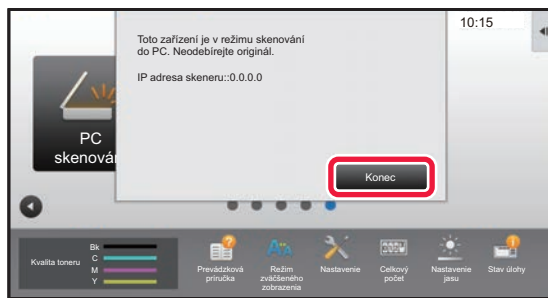 10:15
Toto zařízení je v režimu skenování
do PC. Neodebírejte originál.
IP adresa skeneru::0.0.0.0
PC
skenová
Konec
Kvalita toneru
Bk
C
M
Y
Prevádzková
príručka
Režim
zväčšeného
zobrazenia
Nastavenie
Celkový
počet
Nastavenie
jasu
Stav úlohy